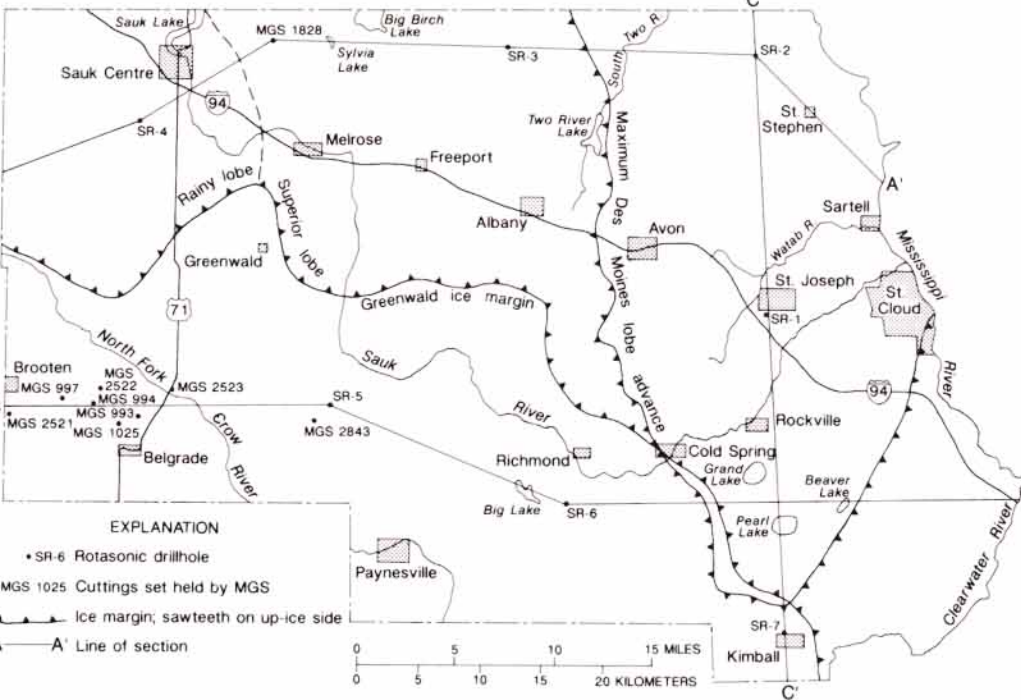 C
Sauk Lake
Big Birch
Lake
MGS 1828
Sylvia
Lake
SR-3
South Two R.
SR-2
Sauk Centre
94
SR-4
Two River
Lake
St.
Stephen
Melrose
Freeport
A'
Rainy lobe
Superior lobe
Maximum Des Moines lobe advance
Albany
Avon
Sartell
Watab R.
Mississippi River
Greenwald
Greenwald ice margin
St. Joseph
St.
Cloud
SR-1
71
North Fork Crow River
Sauk River
Brooten
MGS 997
MGS
2522
MGS 994
MGS 2523
MGS 993
MGS 2521
MGS 1025
SR-5
MGS 2843
94
Belgrade
Rockville
Richmond
Cold Spring
Grand
Lake
Beaver
Lake
Big Lake
SR-6
Pearl
Lake
Clearwater River
Paynesville
EXPLANATION
SR-6 Rotasonic drillhole
MGS 1025 Cuttings set held by MGS
Ice margin; sawteeth on up-ice side
A' Line of section
0 5 10 15 MILES
0 5 10 15 20 KILOMETERS
SR-7
Kimball
C'